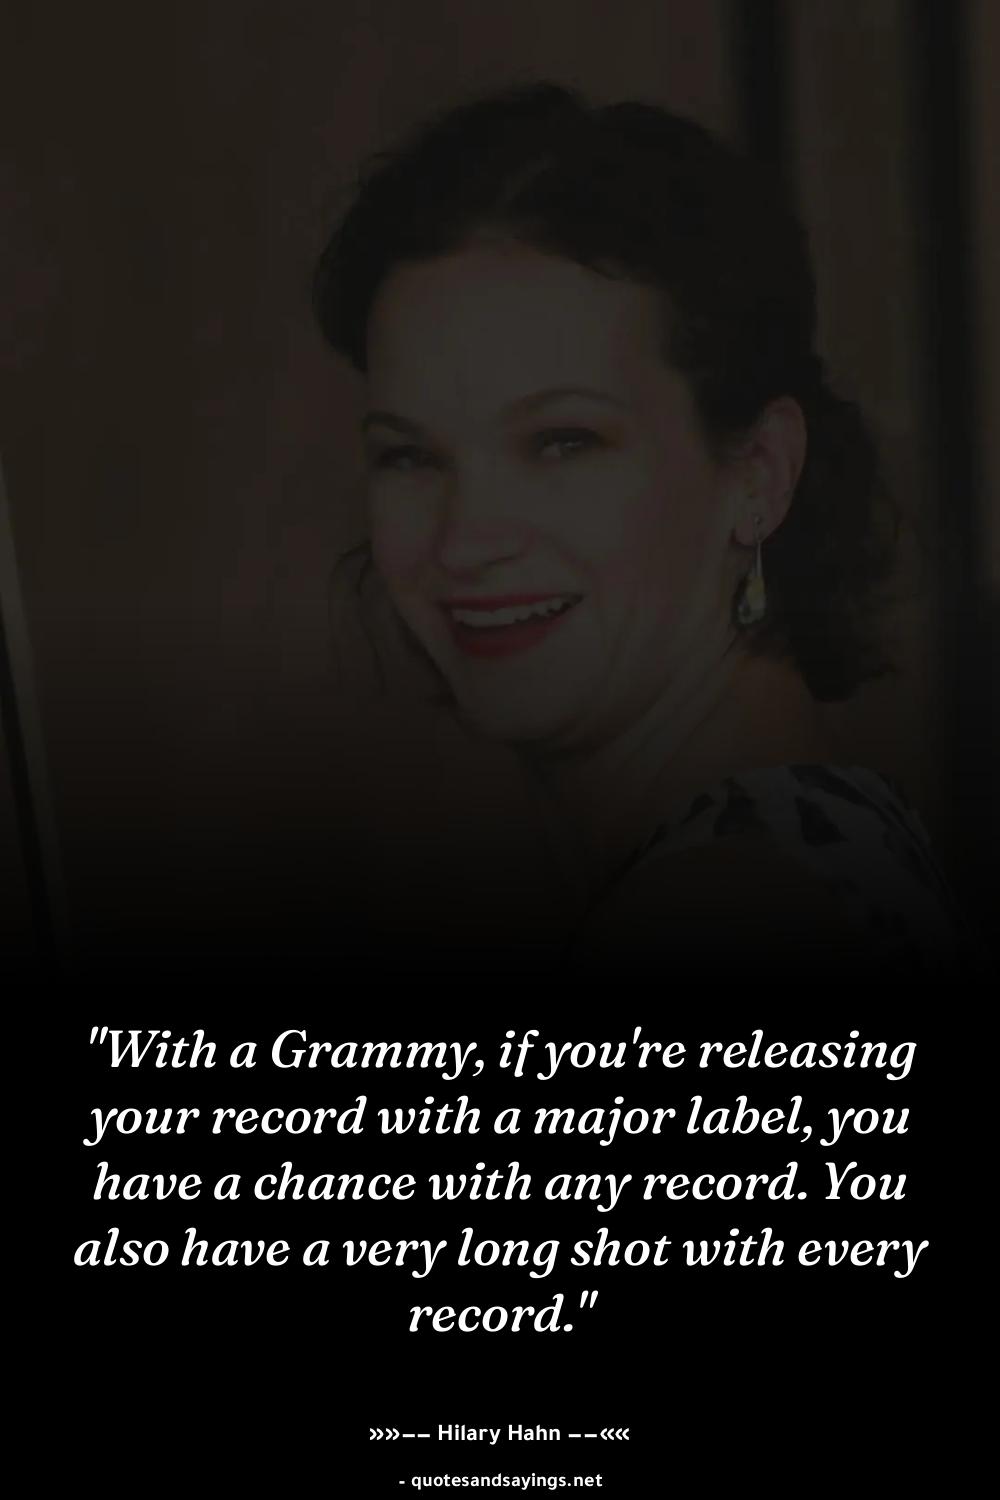 "With a Grammy, if you're releasing
your record with a major label, you
have a chance with any record. You
also have a very long shot with every
record."
»»–– Hilary Hahn ––««
- quotesandsayings.net